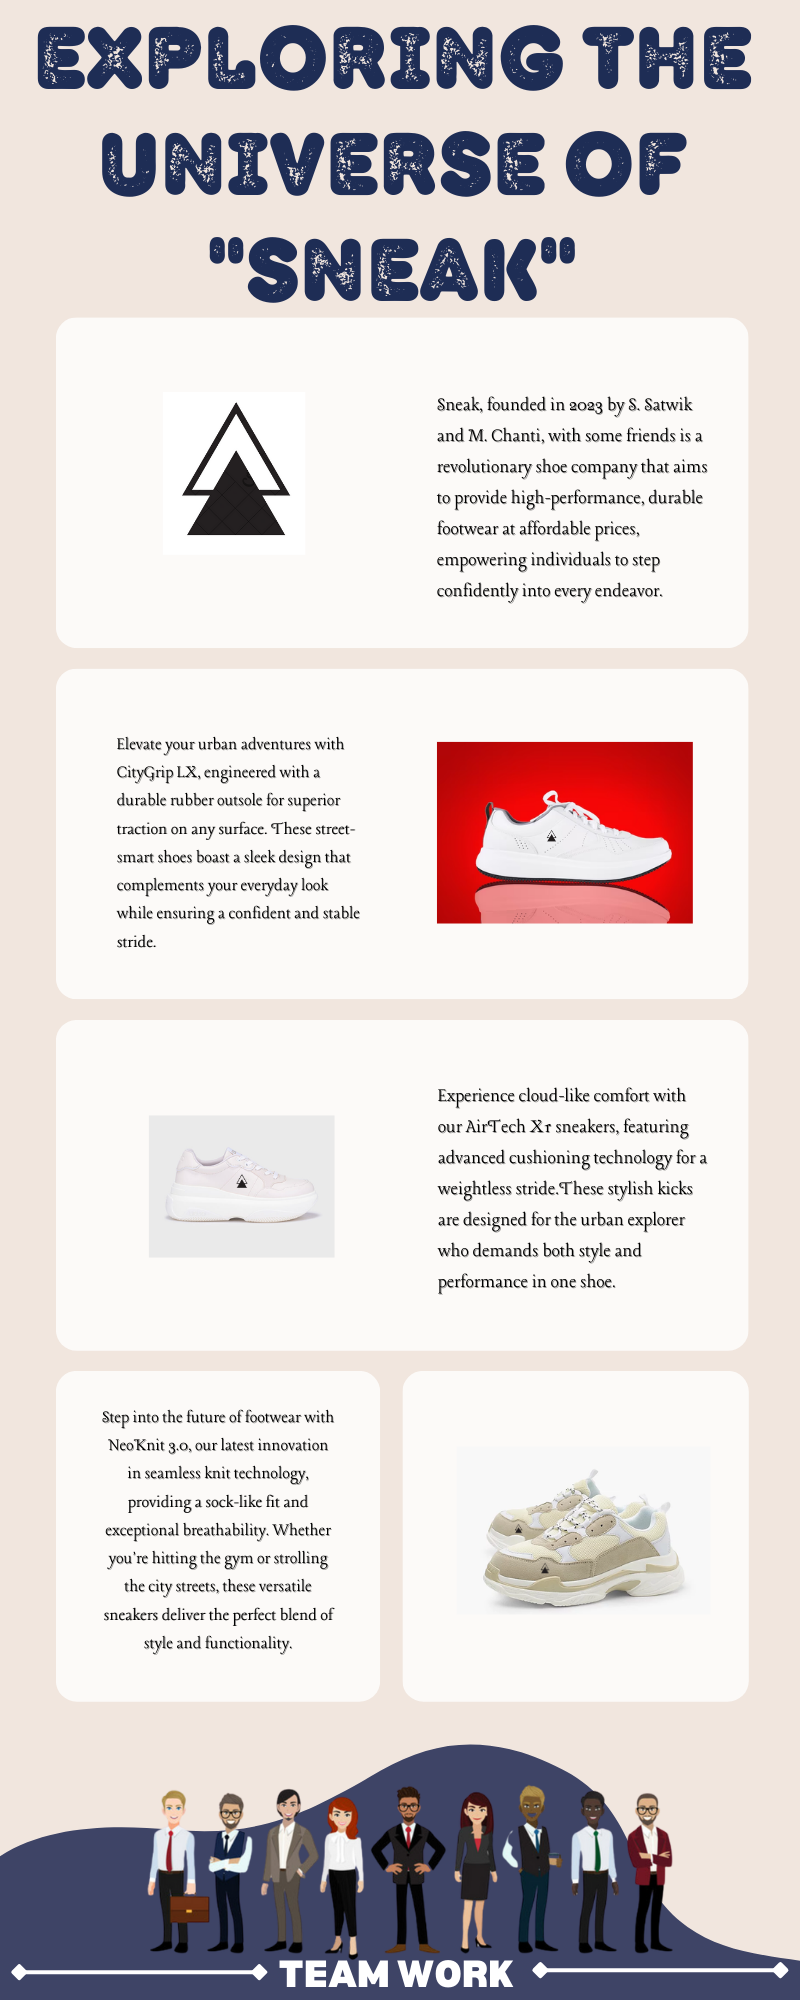 EXPLORING THE
UNIVERSE OF
"SNEAK"
Sneak, founded in 2023 by S. Satwik
and M. Chanti, with some friends is a
revolutionary shoe company that aims
to provide high-performance, durable
footwear at affordable prices,
empowering individuals to step
confidently into every endeavor.
Elevate your urban adventures with
CityGrip LX, engineered with a
durable rubber outsole for superior
traction on any surface. These street-
smart shoes boast a sleek design that
complements your everyday look
while ensuring a confident and stable
stride.
Experience cloud-like comfort with
our AirTech X1 sneakers, featuring
advanced cushioning technology for a
weightless stride.These stylish kicks
are designed for the urban explorer
who demands both style and
performance in one shoe.
Step into the future of footwear with
NeoKnit 3.0, our latest innovation
in seamless knit technology,
providing a sock-like fit and
exceptional breathability. Whether
you're hitting the gym or strolling
the city streets, these versatile
sneakers deliver the perfect blend of
style and functionality.
TEAM WORK